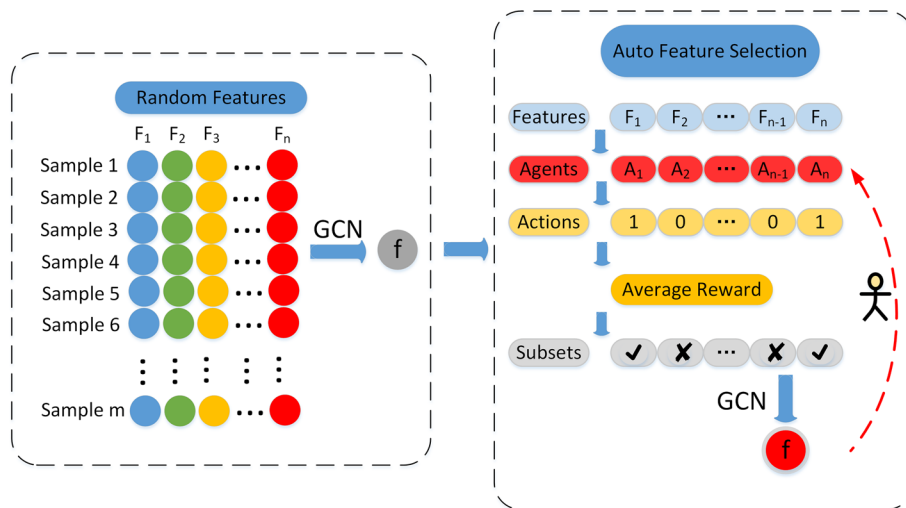 Random Features
F1 F2 F3 Fn
Sample 1
Sample 2
Sample 3
Sample 4
Sample 5
Sample 6
Sample m
GCN
f
Auto Feature Selection
Features F1 F2 ... Fn-1 Fn
Agents A1 A2 ... An-1 An
Actions 1 0 ... 0 1
Average Reward
Subsets ✓ ✗ ... ✗ ✓
GCN
f